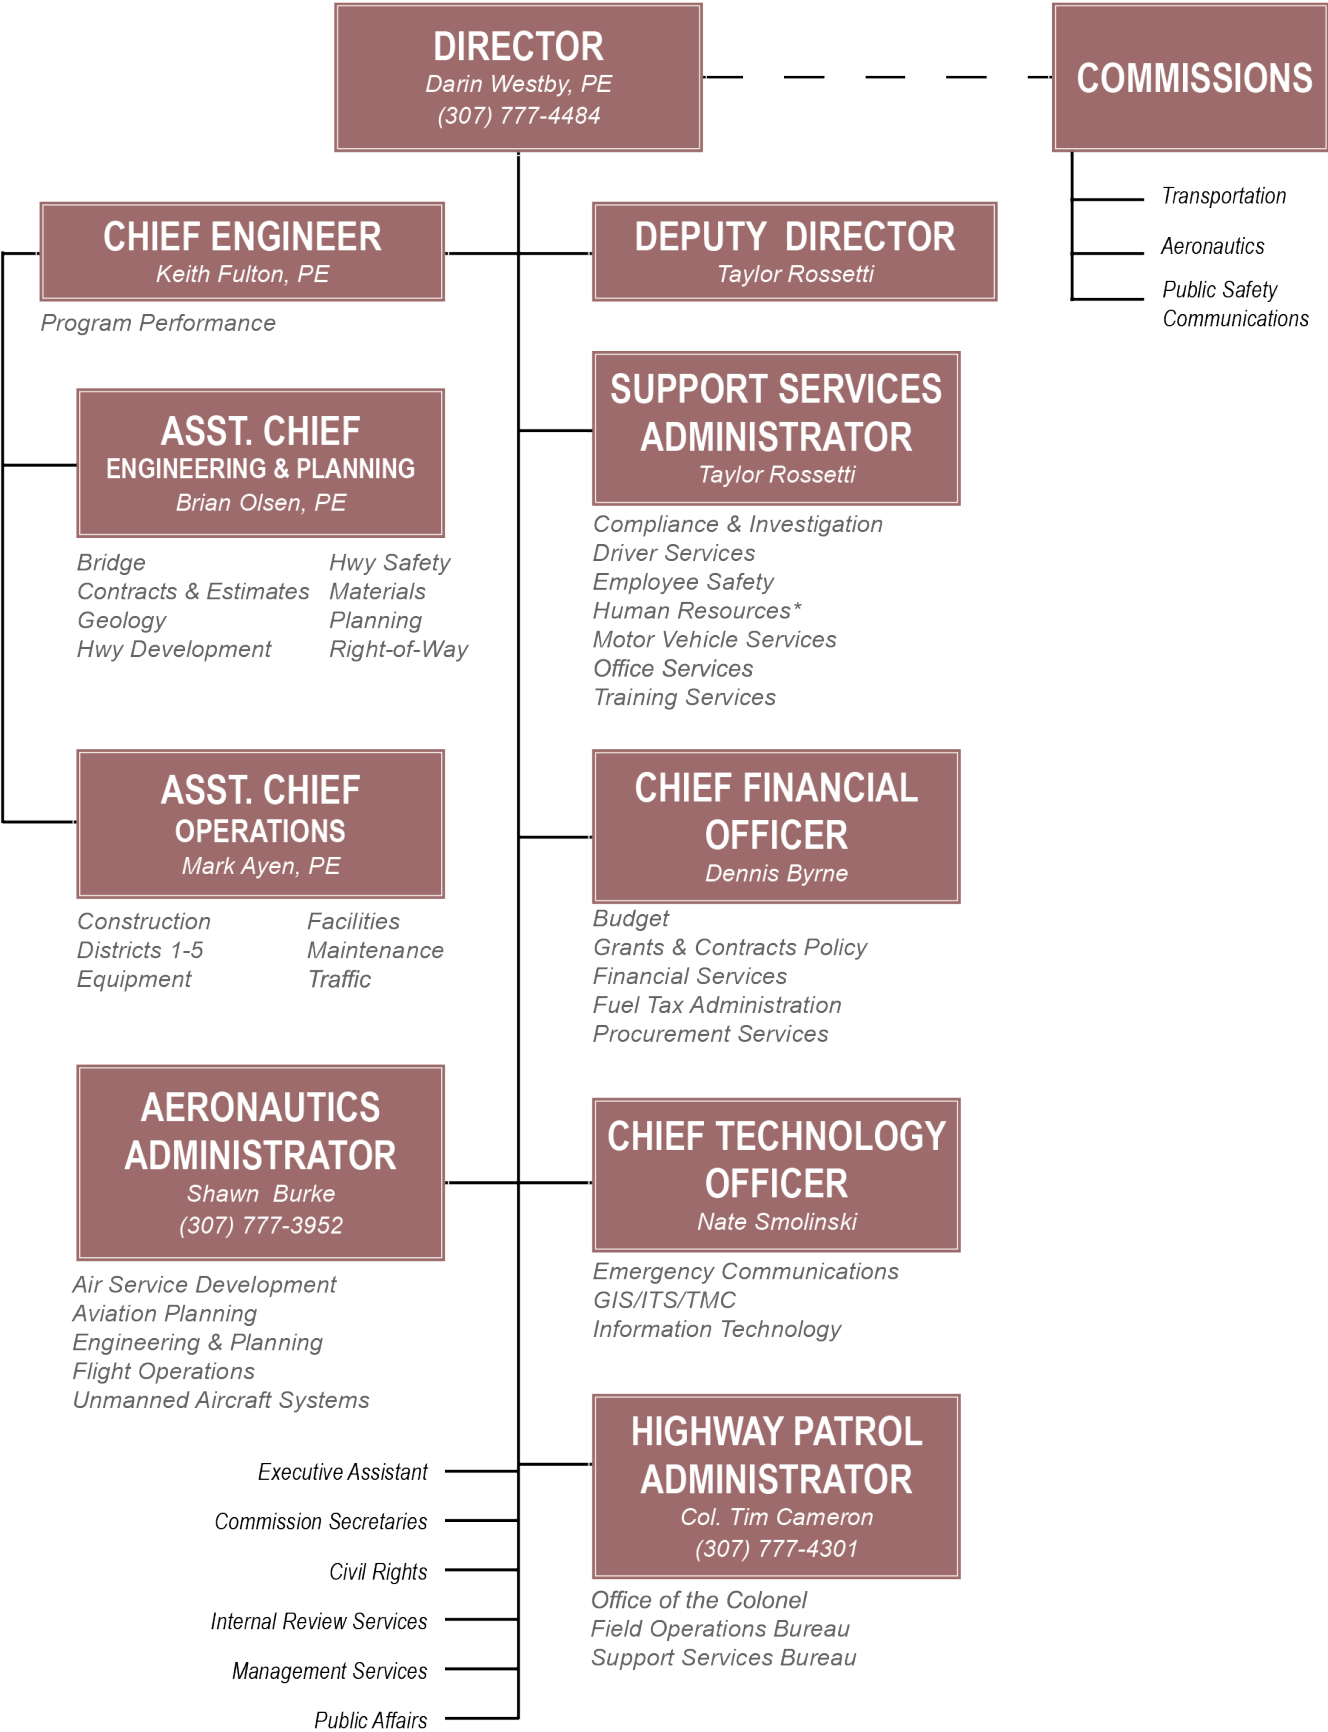 DIRECTOR
Darin Westby, PE
(307) 777-4484
COMMISSIONS
Transportation
Aeronautics
Public Safety
Communications
CHIEF ENGINEER
Keith Fulton, PE
Program Performance
DEPUTY DIRECTOR
Taylor Rossetti
ASST. CHIEF
ENGINEERING & PLANNING
Brian Olsen, PE
Bridge
Contracts & Estimates
Geology
Hwy Development
Hwy Safety
Materials
Planning
Right-of-Way
SUPPORT SERVICES
ADMINISTRATOR
Taylor Rossetti
Compliance & Investigation
Driver Services
Employee Safety
Human Resources*
Motor Vehicle Services
Office Services
Training Services
ASST. CHIEF
OPERATIONS
Mark Ayen, PE
Construction
Districts 1-5
Equipment
Facilities
Maintenance
Traffic
CHIEF FINANCIAL
OFFICER
Dennis Byrne
Budget
Grants & Contracts Policy
Financial Services
Fuel Tax Administration
Procurement Services
AERONAUTICS
ADMINISTRATOR
Shawn Burke
(307) 777-3952
Air Service Development
Aviation Planning
Engineering & Planning
Flight Operations
Unmanned Aircraft Systems
CHIEF TECHNOLOGY
OFFICER
Nate Smolinski
Emergency Communications
GIS/ITS/TMC
Information Technology
HIGHWAY PATROL
ADMINISTRATOR
Col. Tim Cameron
(307) 777-4301
Office of the Colonel
Field Operations Bureau
Support Services Bureau
Executive Assistant
Commission Secretaries
Civil Rights
Internal Review Services
Management Services
Public Affairs